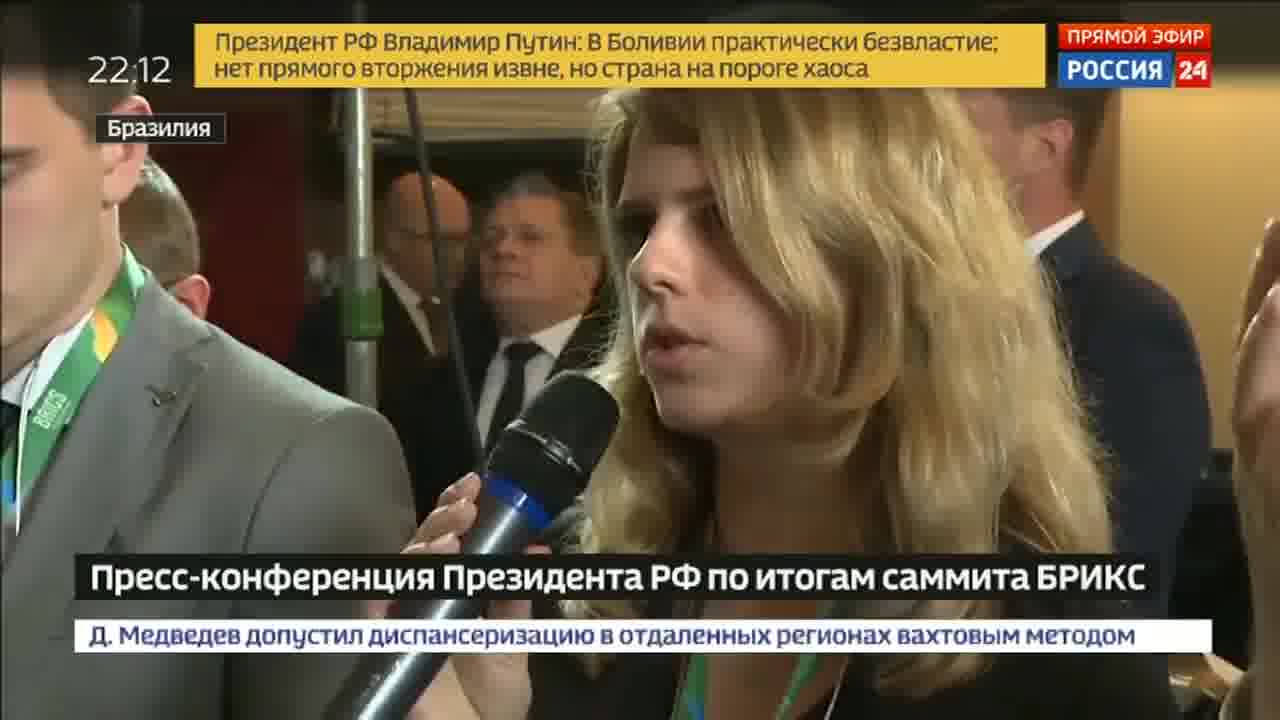 22:12
Президент РФ Владимир Путин: В Боливии практически безвластие;
нет прямого вторжения извне, но страна на пороге хаоса
ПРЯМОЙ ЭФИР
РОССИЯ 24
Бразилия
BRICS
Пресс-конференция Президента РФ по итогам саммита БРИКС
Д. Медведев допустил диспансеризацию в отдаленных регионах вахтовым методом